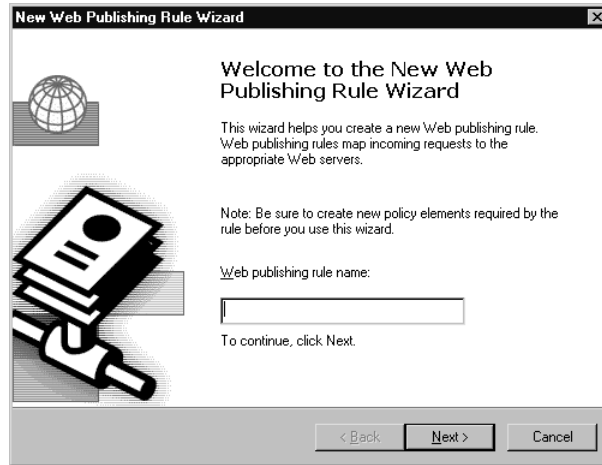 New Web Publishing Rule Wizard
Welcome to the New Web
Publishing Rule Wizard
This wizard helps you create a new Web publishing rule.
Web publishing rules map incoming requests to the
appropriate Web servers.
Note: Be sure to create new policy elements required by the
rule before you use this wizard.
Web publishing rule name:
To continue, click Next.
< Back Next > Cancel